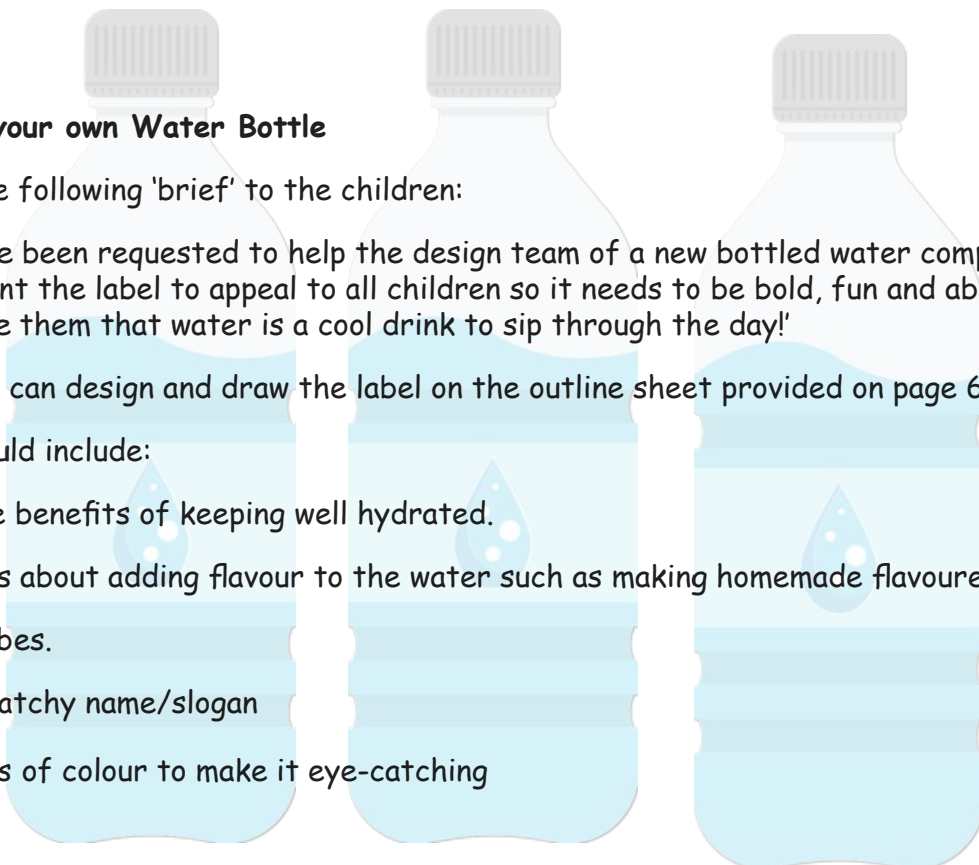 your own Water Bottle
e following ‘brief’ to the children:
e been requested to help the design team of a new bottled water comp
nt the label to appeal to all children so it needs to be bold, fun and ab
e them that water is a cool drink to sip through the day!’
can design and draw the label on the outline sheet provided on page 6
uld include:
e benefits of keeping well hydrated.
s about adding flavour to the water such as making homemade flavoure
bes.
atchy name/slogan
s of colour to make it eye-catching